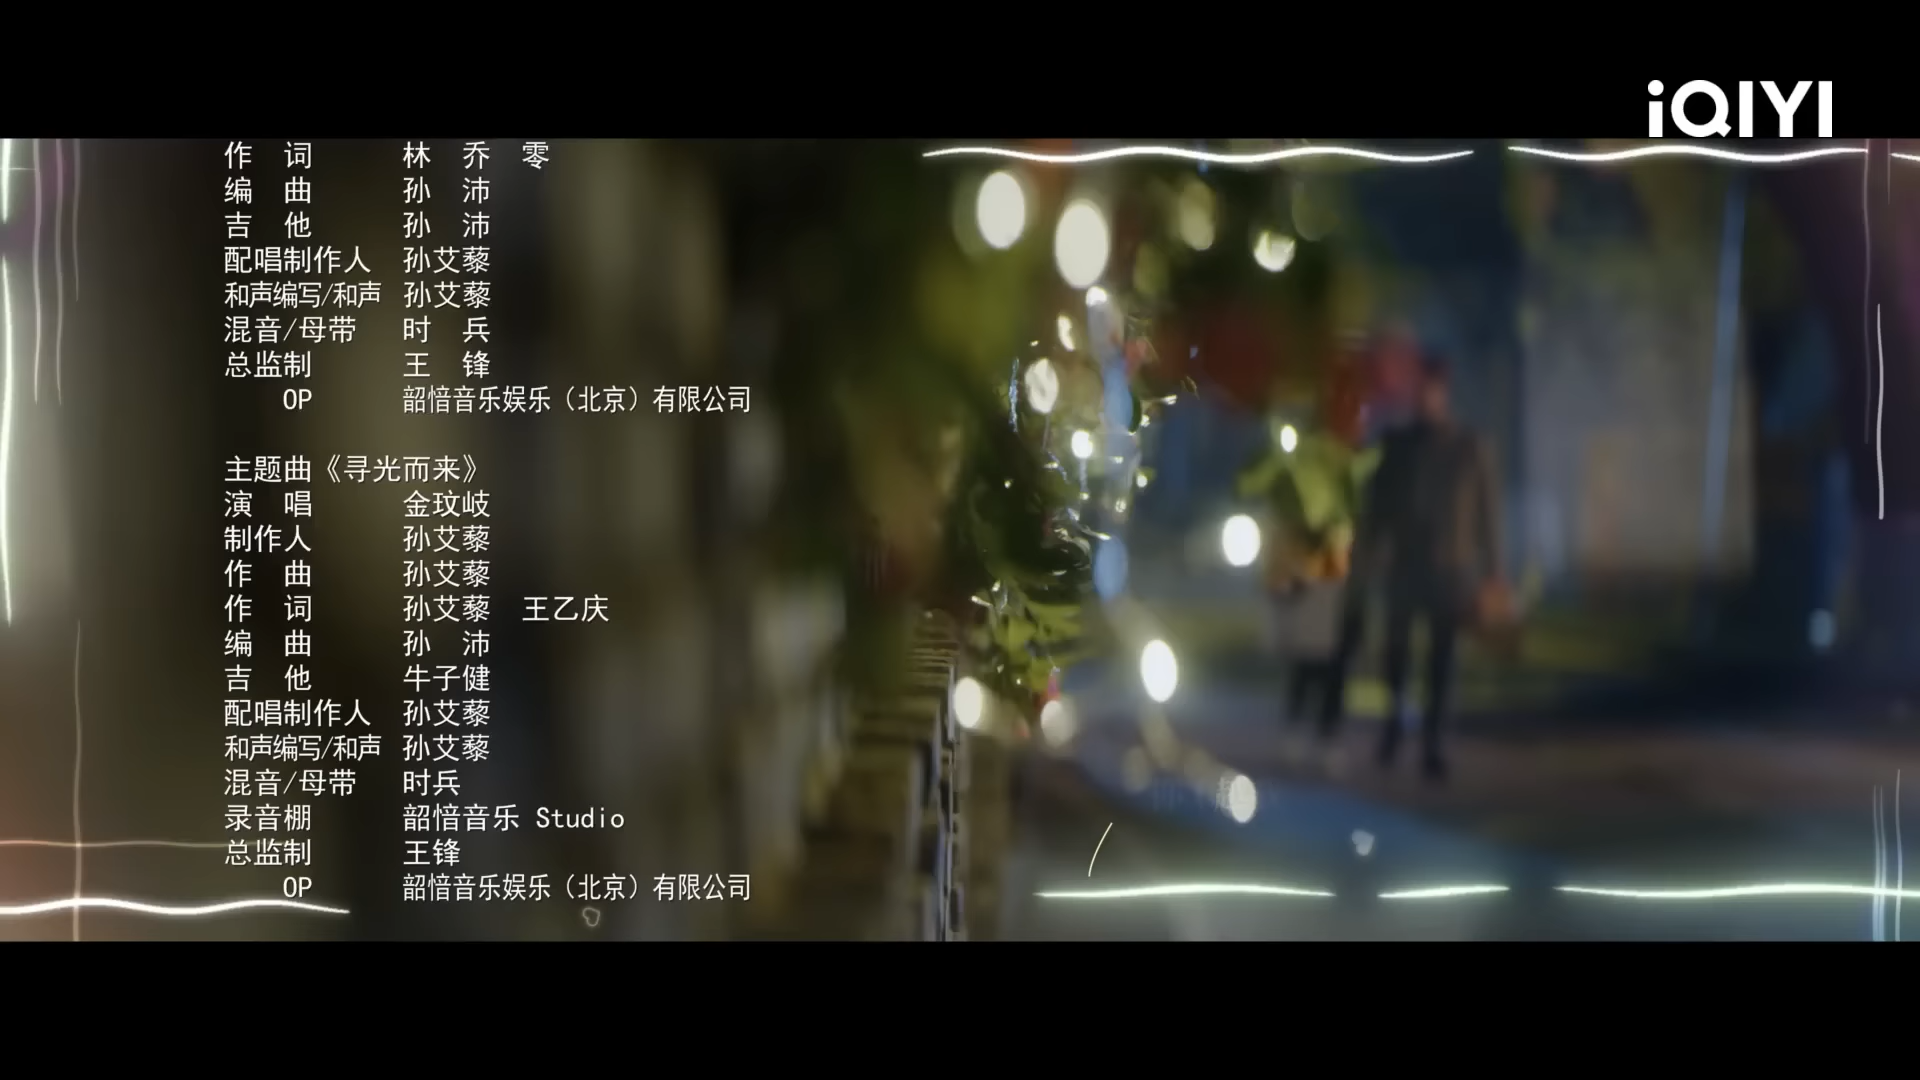 iQIYI
作 词 林 乔 零
编 曲 孙 沛
吉 他 孙 沛
配唱制作人 孙艾藜
和声编写/和声 孙艾藜
混音/母带 时 兵
总监制 王 锋
OP 韶愔音乐娱乐（北京）有限公司
主题曲《寻光而来》
演 唱 金玟岐
制作人 孙艾藜
作 曲 孙艾藜
作 词 孙艾藜 王乙庆
编 曲 孙 沛
吉 他 牛子健
配唱制作人 孙艾藜
和声编写/和声 孙艾藜
混音/母带 时兵
录音棚 韶愔音乐 Studio
总监制 王锋
OP 韶愔音乐娱乐（北京）有限公司